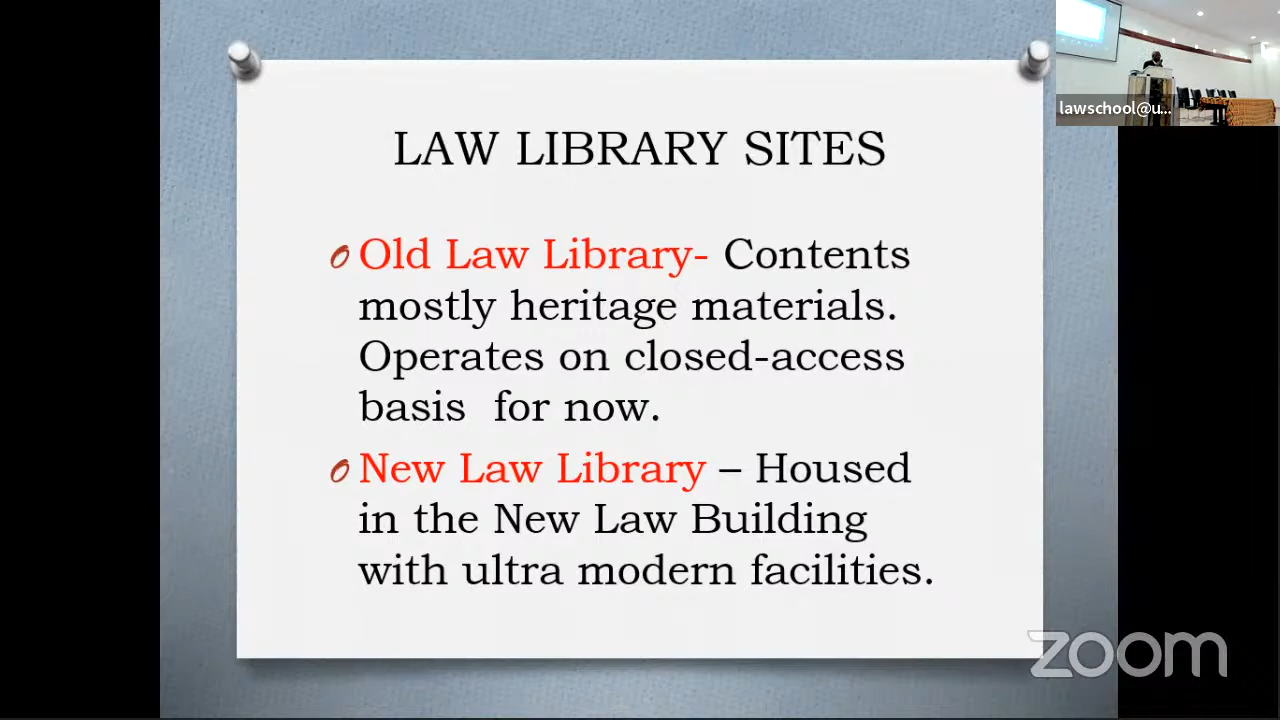 LAW LIBRARY SITES
Old Law Library- Contents
mostly heritage materials.
Operates on closed-access
basis for now.
New Law Library – Housed
in the New Law Building
with ultra modern facilities.
lawschool@u...
zoom